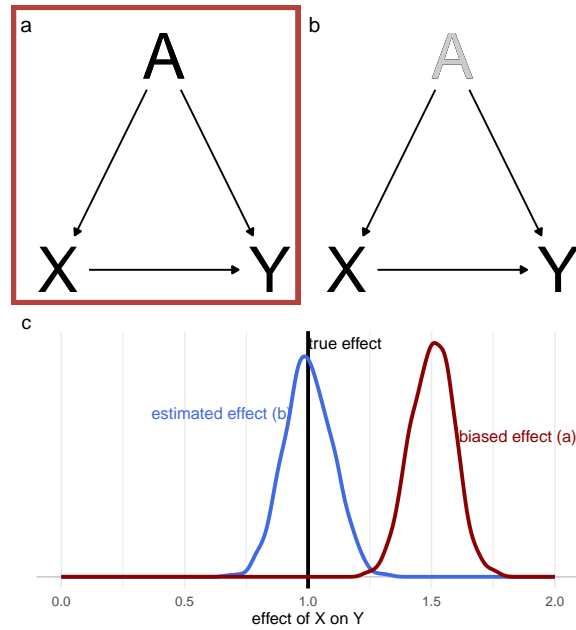 a
b
A
A
X
Y
X
Y
c
true effect
estimated effect (b)
biased effect (a)
0.0
0.5
1.0
1.5
2.0
effect of X on Y